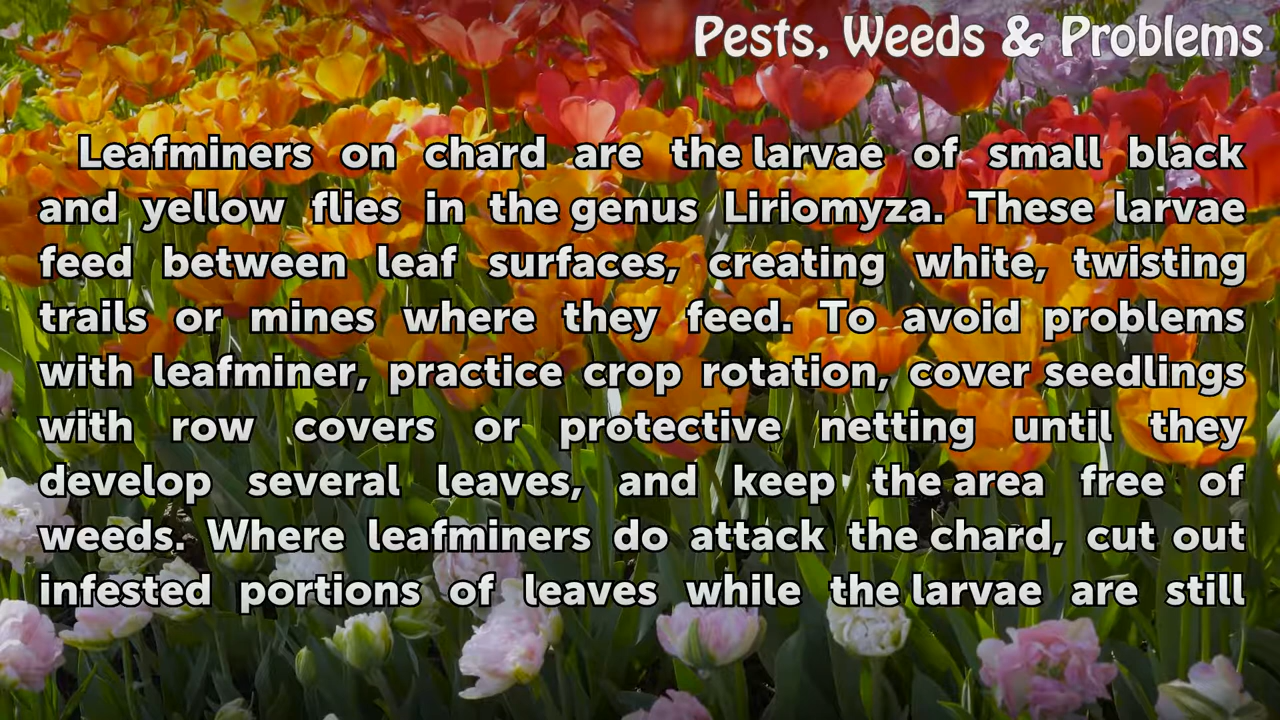 Pests, Weeds & Problems
Leafminers on chard are the larvae of small black
and yellow flies in the genus Liriomyza. These larvae
feed between leaf surfaces, creating white, twisting
trails or mines where they feed. To avoid problems
with leafminer, practice crop rotation, cover seedlings
with row covers or protective netting until they
develop several leaves, and keep the area free of
weeds. Where leafminers do attack the chard, cut out
infested portions of leaves while the larvae are still